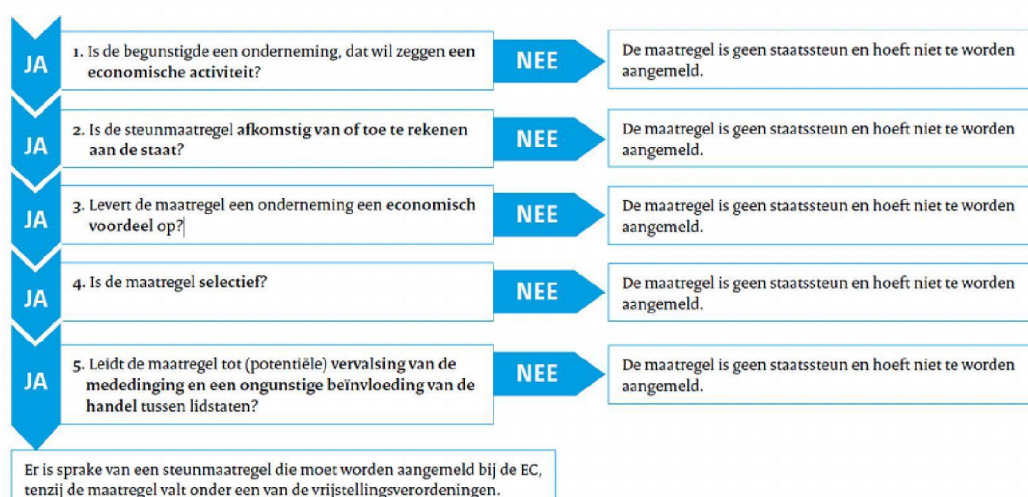 JA
1. Is de begunstigde een onderneming, dat wil zeggen een
economische activiteit?
NEE
De maatregel is geen staatssteun en hoeft niet te worden
aangemeld.
JA
2. Is de steunmaatregel afkomstig van of toe te rekenen
aan de staat?
NEE
De maatregel is geen staatssteun en hoeft niet te worden
aangemeld.
JA
3. Levert de maatregel een onderneming een economisch
voordeel op?
NEE
De maatregel is geen staatssteun en hoeft niet te worden
aangemeld.
JA
4. Is de maatregel selectief?
NEE
De maatregel is geen staatssteun en hoeft niet te worden
aangemeld.
JA
5. Leidt de maatregel tot (potentiële) vervalsing van de
mededinging en een ongunstige beïnvloeding van de
handel tussen lidstaten?
NEE
De maatregel is geen staatssteun en hoeft niet te worden
aangemeld.
Er is sprake van een steunmaatregel die moet worden aangemeld bij de EC,
tenzij de maatregel valt onder een van de vrijstellingsverordeningen.